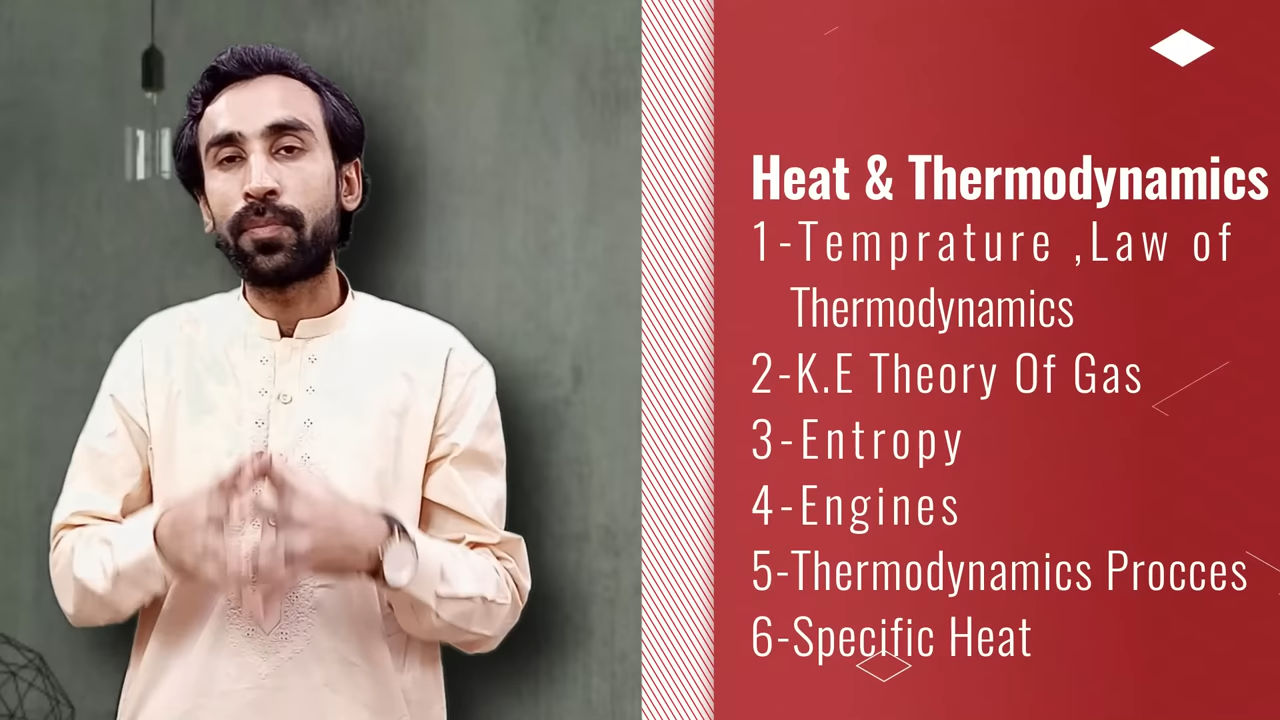 Heat & Thermodynamics
1-Temprature ,Law of
Thermodynamics
2-K.E Theory Of Gas
3-Entropy
4-Engines
5-Thermodynamics Procces
6-Specific Heat